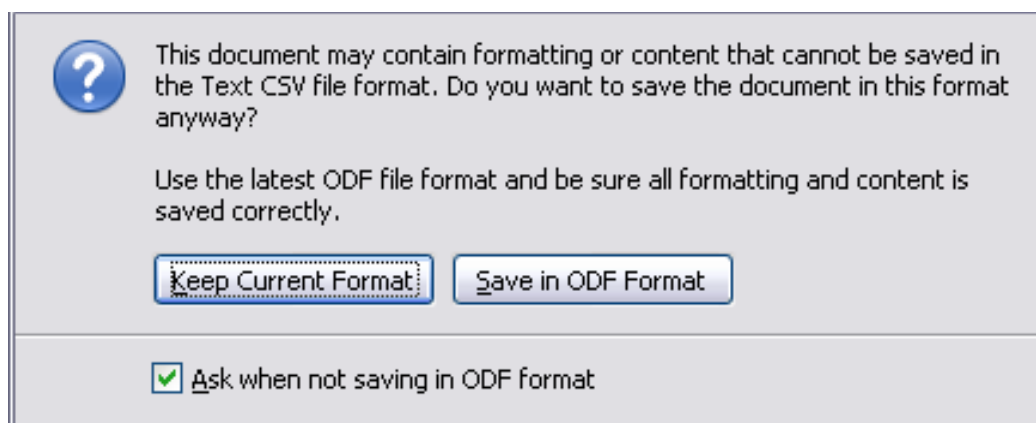 This document may contain formatting or content that cannot be saved in
the Text CSV file format. Do you want to save the document in this format
anyway?
Use the latest ODF file format and be sure all formatting and content is
saved correctly.
Keep Current Format
Save in ODF Format
Ask when not saving in ODF format